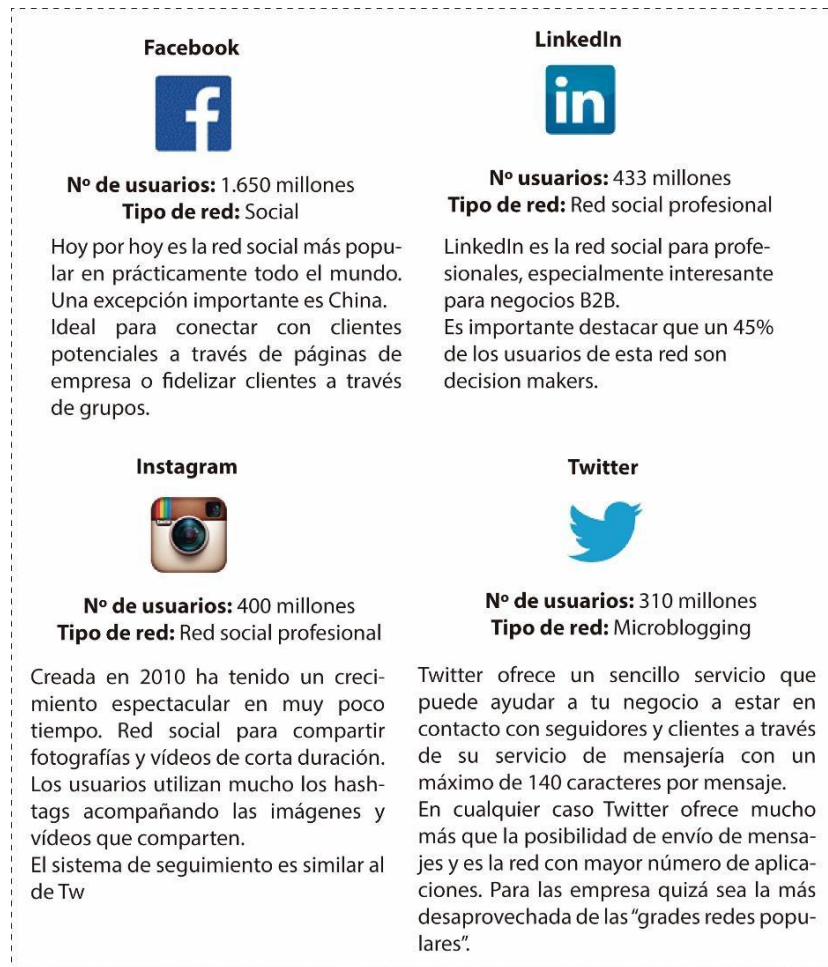 Facebook
f
Nº de usuarios: 1.650 millones
Tipo de red: Social
Hoy por hoy es la red social más popu-
lar en prácticamente todo el mundo.
Una excepción importante es China.
Ideal para conectar con clientes
potenciales a través de páginas de
empresa o fidelizar clientes a través
de grupos.
LinkedIn
in
Nº usuarios: 433 millones
Tipo de red: Red social profesional
LinkedIn es la red social para profe-
sionales, especialmente interesante
para negocios B2B.
Es importante destacar que un 45%
de los usuarios de esta red son
decision makers.
Instagram
Nº de usuarios: 400 millones
Tipo de red: Red social profesional
Creada en 2010 ha tenido un creci-
miento espectacular en muy poco
tiempo. Red social para compartir
fotografías y vídeos de corta duración.
Los usuarios utilizan mucho los hash-
tags acompañando las imágenes y
vídeos que comparten.
El sistema de seguimiento es similar al
de Tw
Twitter
Nº de usuarios: 310 millones
Tipo de red: Microblogging
Twitter ofrece un sencillo servicio que
puede ayudar a tu negocio a estar en
contacto con seguidores y clientes a través
de su servicio de mensajería con un
máximo de 140 caracteres por mensaje.
En cualquier caso Twitter ofrece mucho
más que la posibilidad de envío de mensa-
jes y es la red con mayor número de aplica-
ciones. Para las empresa quizá sea la más
desaprovechada de las “grades redes popu-
lares”.